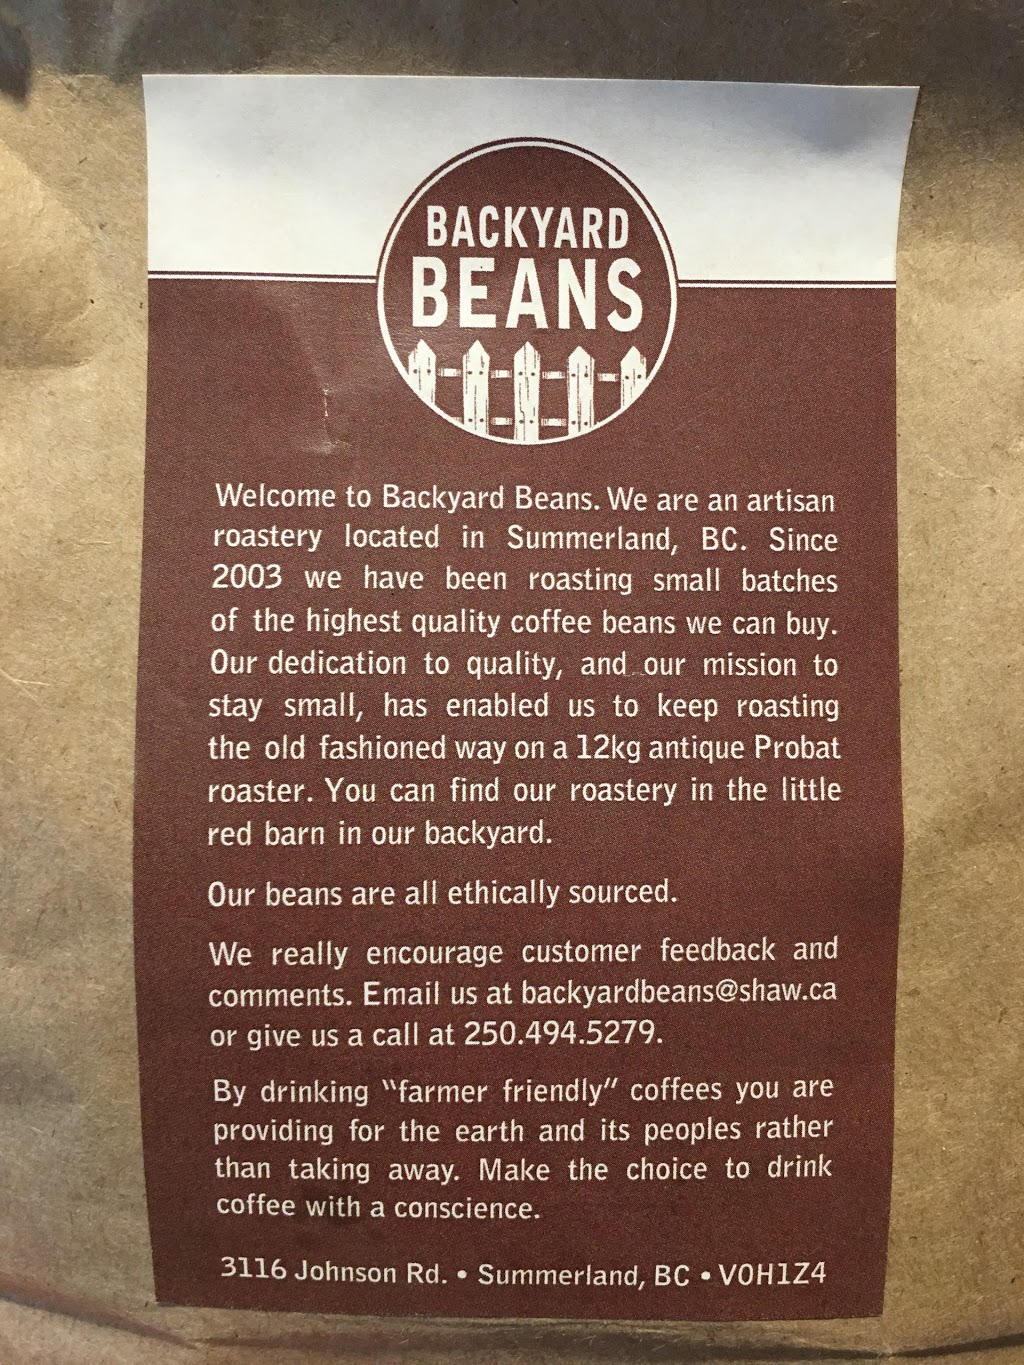 BACKYARD
BEANS
Welcome to Backyard Beans. We are an artisan
roastery located in Summerland, BC. Since
2003 we have been roasting small batches
of the highest quality coffee beans we can buy.
Our dedication to quality, and our mission to
stay small, has enabled us to keep roasting
the old fashioned way on a 12kg antique Probat
roaster. You can find our roastery in the little
red barn in our backyard.
Our beans are all ethically sourced.
We really encourage customer feedback and
comments. Email us at backyardbeans@shaw.ca
or give us a call at 250.494.5279.
By drinking "farmer friendly" coffees you are
providing for the earth and its peoples rather
than taking away. Make the choice to drink
coffee with a conscience.
3116 Johnson Rd. • Summerland, BC • V0H1Z4